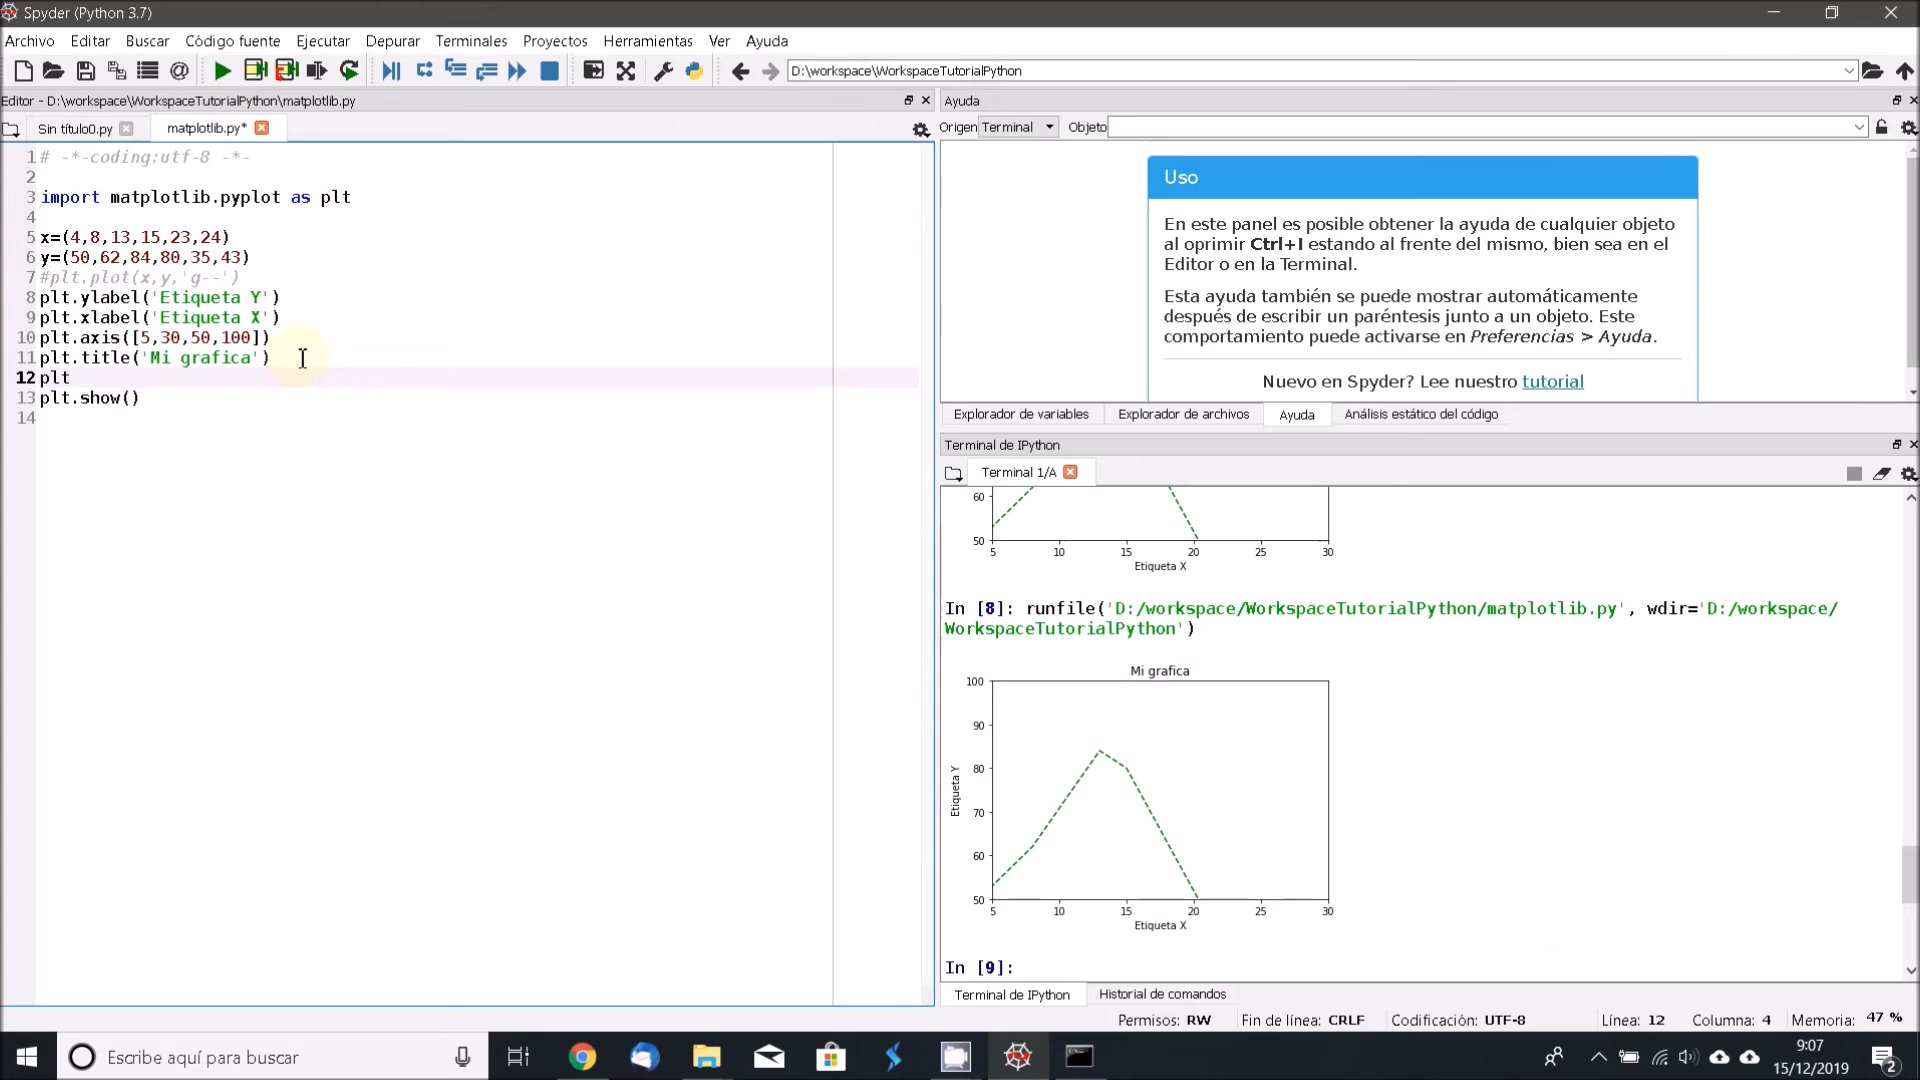 Spyder (Python 3.7)
Archivo Editar Buscar Código fuente Ejecutar Depurar Terminales Proyectos Herramientas Ver Ayuda
D:\workspace\WorkspaceTutorialPython
Editor - D:\workspace\WorkspaceTutorialPython\matplotlib.py
Sin título0.py
matplotlib.py*
1 # -*-coding:utf-8 -*-
2
3 import matplotlib.pyplot as plt
4
5 x=(4,8,13,15,23,24)
6 y=(50,62,84,80,35,43)
7 #plt.plot(x,y,'g--')
8 plt.ylabel('Etiqueta Y')
9 plt.xlabel('Etiqueta X')
10 plt.axis([5,30,50,100])
11 plt.title('Mi grafica')
12 plt
13 plt.show()
14
Ayuda
Origen Terminal Objeto
Uso
En este panel es posible obtener la ayuda de cualquier objeto
al oprimir Ctrl+I estando al frente del mismo, bien sea en el
Editor o en la Terminal.
Esta ayuda también se puede mostrar automáticamente
después de escribir un paréntesis junto a un objeto. Este
comportamiento puede activarse en Preferencias > Ayuda.
Nuevo en Spyder? Lee nuestro tutorial
Explorador de variables Explorador de archivos Ayuda Análisis estático del código
Terminal de IPython
Terminal 1/A
60
50
5 10 15 20 25 30
Etiqueta X
In [8]: runfile('D:/workspace/WorkspaceTutorialPython/matplotlib.py', wdir='D:/workspace/
WorkspaceTutorialPython')
Mi grafica
100
90
80
70
60
50
Etiqueta Y
5 10 15 20 25 30
Etiqueta X
In [9]:
Terminal de IPython Historial de comandos
Permisos: RW Fin de línea: CRLF Codificación: UTF-8 Línea: 12 Columna: 4 Memoria: 47 %
Escribe aquí para buscar
9:07
15/12/2019
2